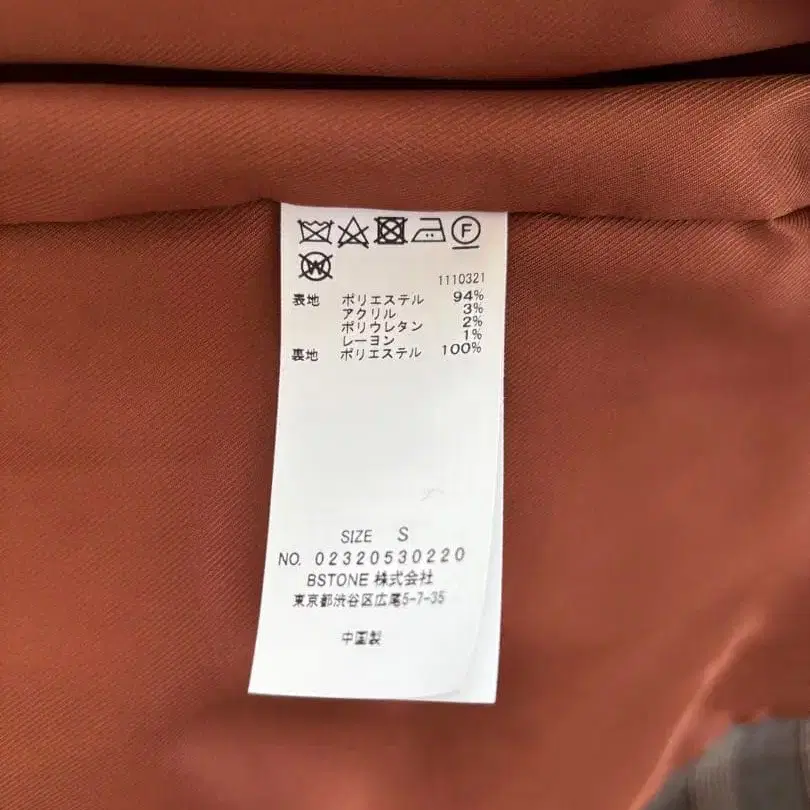 F
W
1110321
表地 ポリエステル 94%
アクリル 3%
ポリウレタン 2%
レーヨン 1%
裏地 ポリエステル 100%
SIZE S
NO. 02320530220
BSTONE 株式会社
東京都渋谷区広尾5-7-35
中国製